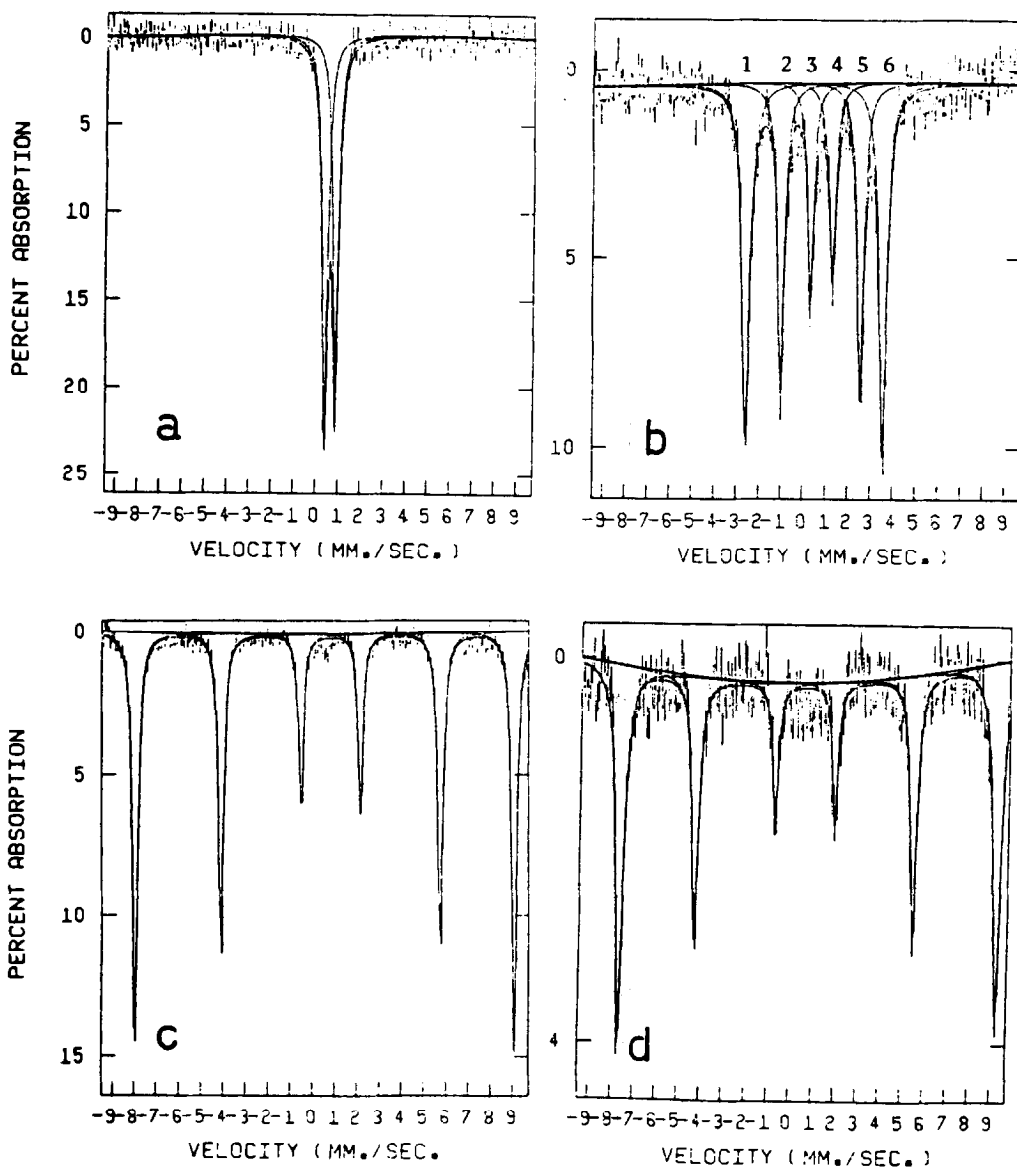 PERCENT ABSORPTION
0
5
10
15
20
25
a
-9-8-7-6-5-4-3-2-1 0 1 2 3 4 5 6 7 8 9
VELOCITY (MM./SEC.)
1 2 3 4 5 6
0
5
10
b
-9-8-7-6-5-4-3-2-1 0 1 2 3 4 5 6 7 8 9
VELOCITY (MM./SEC.)
PERCENT ABSORPTION
0
5
10
15
c
-9-8-7-6-5-4-3-2-1 0 1 2 3 4 5 6 7 8 9
VELOCITY (MM./SEC.
0
4
d
-9-8-7-6-5-4-3-2-1 0 1 2 3 4 5 6 7 8 9
VELOCITY (MM./SEC.)